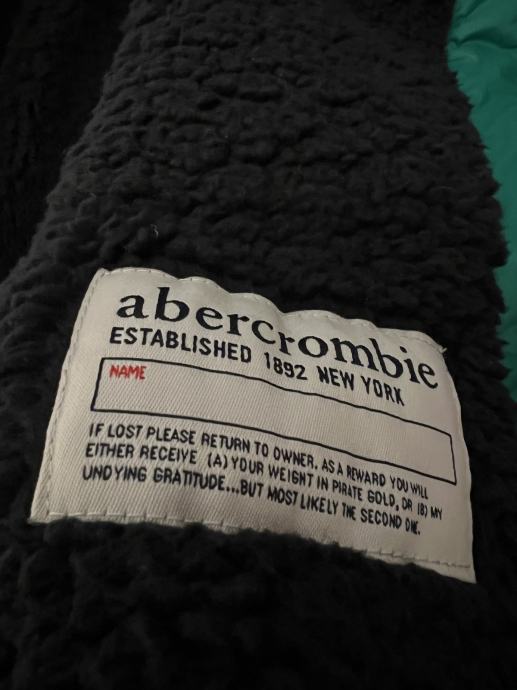 abercrombie
ESTABLISHED 1892 NEW YORK
NAME
IF LOST PLEASE RETURN TO OWNER. AS A REWARD YOU WILL
EITHER RECEIVE (A) YOUR WEIGHT IN PIRATE GOLD, OR (B) MY
UNDYING GRATITUDE...BUT MOST LIKELY THE SECOND ONE.